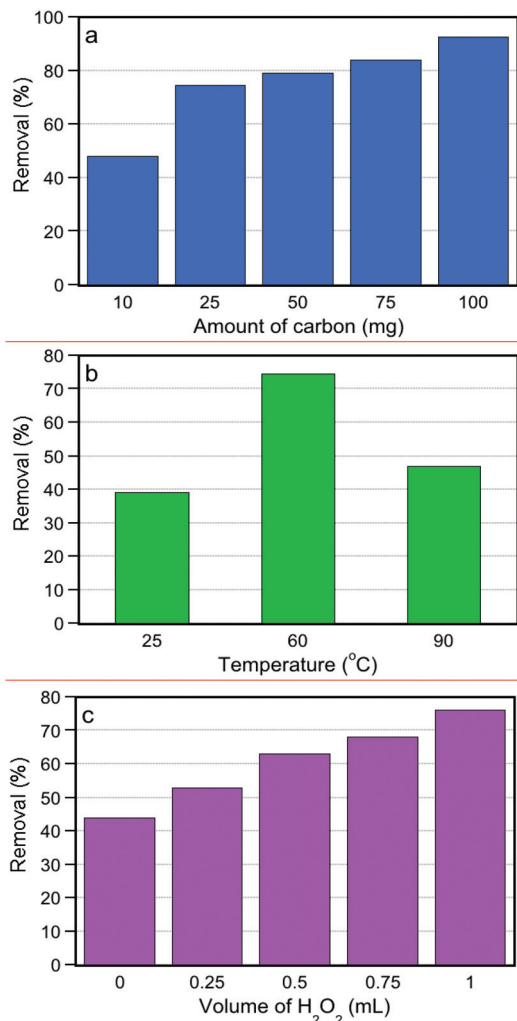 a
Removal (%)
100
80
60
40
20
0
10 25 50 75 100
Amount of carbon (mg)
b
Removal (%)
80
70
60
50
40
30
20
10
0
25 60 90
Temperature (°C)
c
Removal (%)
80
70
60
50
40
30
20
10
0
0 0.25 0.5 0.75 1
Volume of H₂O₂ (mL)